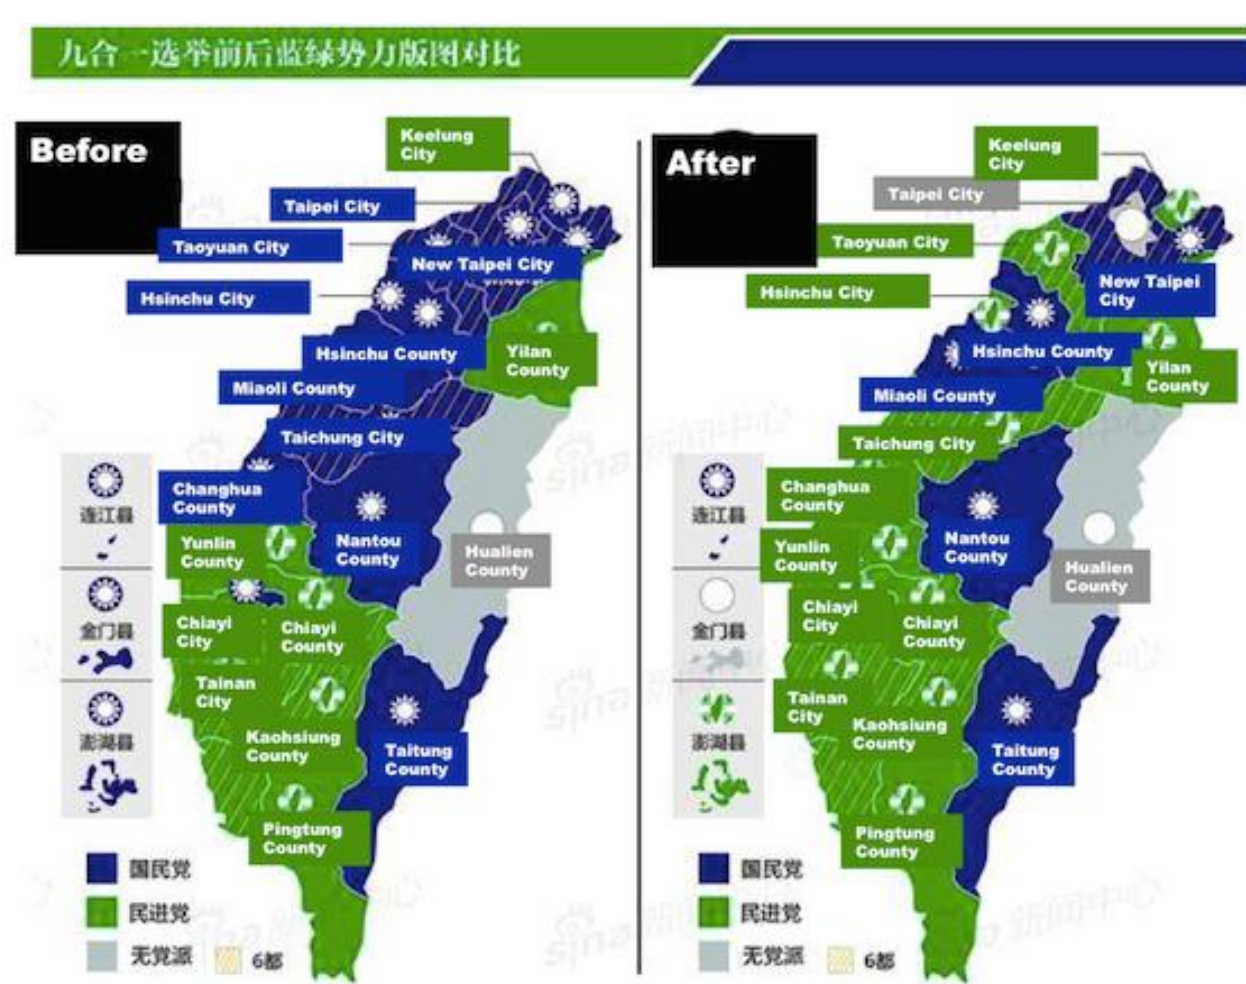 九合一选举前后蓝绿势力版图对比
Before
Keelung
City
Taipei City
Taoyuan City
New Taipei City
Hsinchu City
Hsinchu County
Yilan
County
Miaoli County
Taichung City
Changhua
County
Yunlin
County
Nantou
County
Hualien
County
Chiayi
City
Chiayi
County
Tainan
City
Kaohsiung
County
Taitung
County
Pingtung
County
连江县
金门县
澎湖县
国民党
民进党
无党派
6都
After
Keelung
City
Taipei City
Taoyuan City
New Taipei
City
Hsinchu City
Hsinchu County
Yilan
County
Miaoli County
Taichung City
Changhua
County
Yunlin
County
Nantou
County
Hualien
County
Chiayi
City
Chiayi
County
Tainan
City
Kaohsiung
County
Taitung
County
Pingtung
County
连江县
金门县
澎湖县
国民党
民进党
无党派
6都
sina 新闻中心